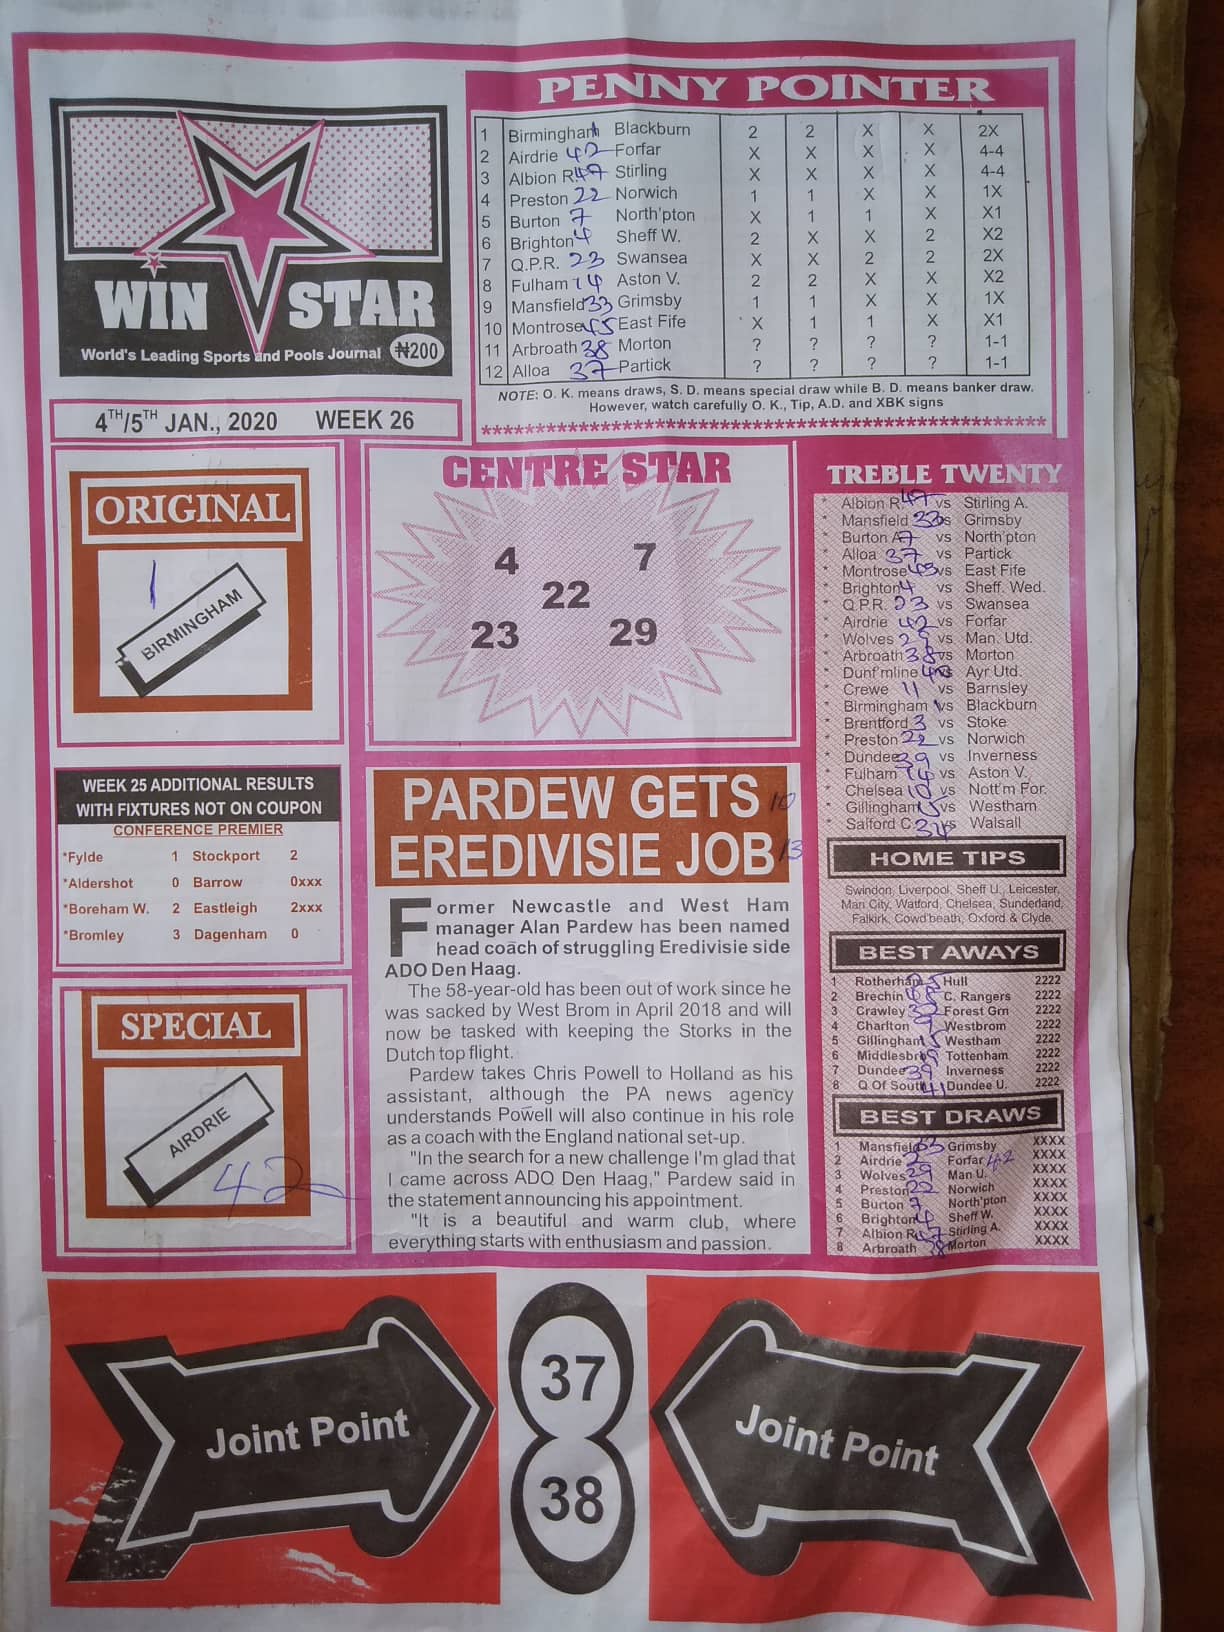 WIN STAR
World's Leading Sports and Pools Journal ₦200
4TH/5TH JAN., 2020 WEEK 26
PENNY POINTER
1 Birmingham 1 Blackburn 2 2 X X 2X
2 Airdrie 42 Forfar X X X X 4-4
3 Albion R. 47 Stirling X X X X 4-4
4 Preston 22 Norwich 1 1 X X 1X
5 Burton 7 North'pton X 1 1 X X1
6 Brighton 4 Sheff W. 2 X X 2 X2
7 Q.P.R. 23 Swansea X X 2 2 2X
8 Fulham 14 Aston V. 2 2 X X X2
9 Mansfield 33 Grimsby 1 1 X X 1X
10 Montrose 45 East Fife X 1 1 X X1
11 Arbroath 38 Morton ? ? ? ? 1-1
12 Alloa 37 Partick ? ? ? ? 1-1
NOTE: O. K. means draws, S. D. means special draw while B. D. means banker draw.
However, watch carefully O. K., Tip, A.D. and XBK signs
ORIGINAL
1
BIRMINGHAM
CENTRE STAR
4 7
22
23 29
TREBLE TWENTY
* Albion R. 47 vs Stirling A.
* Mansfield 33 vs Grimsby
* Burton A 7 vs North'pton
* Alloa 37 vs Partick
* Montrose 45 vs East Fife
* Brighton 4 vs Sheff. Wed.
* Q.P.R. 23 vs Swansea
* Airdrie 42 vs Forfar
* Wolves 29 vs Man. Utd.
* Arbroath 38 vs Morton
* Dunf'mline 40 vs Ayr Utd.
* Crewe 11 vs Barnsley
* Birmingham 1 vs Blackburn
* Brentford 3 vs Stoke
* Preston 22 vs Norwich
* Dundee 39 vs Inverness
* Fulham 14 vs Aston V.
* Chelsea 10 vs Nott'm For.
* Gillingham vs Westham
* Salford C. 34 vs Walsall
WEEK 25 ADDITIONAL RESULTS
WITH FIXTURES NOT ON COUPON
CONFERENCE PREMIER
*Fylde 1 Stockport 2
*Aldershot 0 Barrow 0xxx
*Boreham W. 2 Eastleigh 2xxx
*Bromley 3 Dagenham 0
SPECIAL
AIRDRIE
42
PARDEW GETS 10
EREDIVISIE JOB 13
Former Newcastle and West Ham
manager Alan Pardew has been named
head coach of struggling Eredivisie side
ADO Den Haag.
The 58-year-old has been out of work since he
was sacked by West Brom in April 2018 and will
now be tasked with keeping the Storks in the
Dutch top flight.
Pardew takes Chris Powell to Holland as his
assistant, although the PA news agency
understands Powell will also continue in his role
as a coach with the England national set-up.
"In the search for a new challenge I'm glad that
I came across ADO Den Haag," Pardew said in
the statement announcing his appointment.
"It is a beautiful and warm club, where
everything starts with enthusiasm and passion.
HOME TIPS
Swindon, Liverpool, Sheff U., Leicester,
Man City, Watford, Chelsea, Sunderland,
Falkirk, Cowd'beath, Oxford & Clyde.
BEST AWAYS
1 Rotherham Hull 2222
2 Brechin C. Rangers 2222
3 Crawley Forest Grn 2222
4 Charlton Westbrom 2222
5 Gillingham Westham 2222
6 Middlesbro Tottenham 2222
7 Dundee 39 Inverness 2222
8 Q Of South 41 Dundee U. 2222
BEST DRAWS
1 Mansfield 33 Grimsby XXXX
2 Airdrie Forfar 42 XXXX
3 Wolves 29 Man U. XXXX
4 Preston 22 Norwich XXXX
5 Burton 7 North'pton XXXX
6 Brighton 4 Sheff W. XXXX
7 Albion R. 47 Stirling A. XXXX
8 Arbroath 38 Morton XXXX
Joint Point
37
38
Joint Point